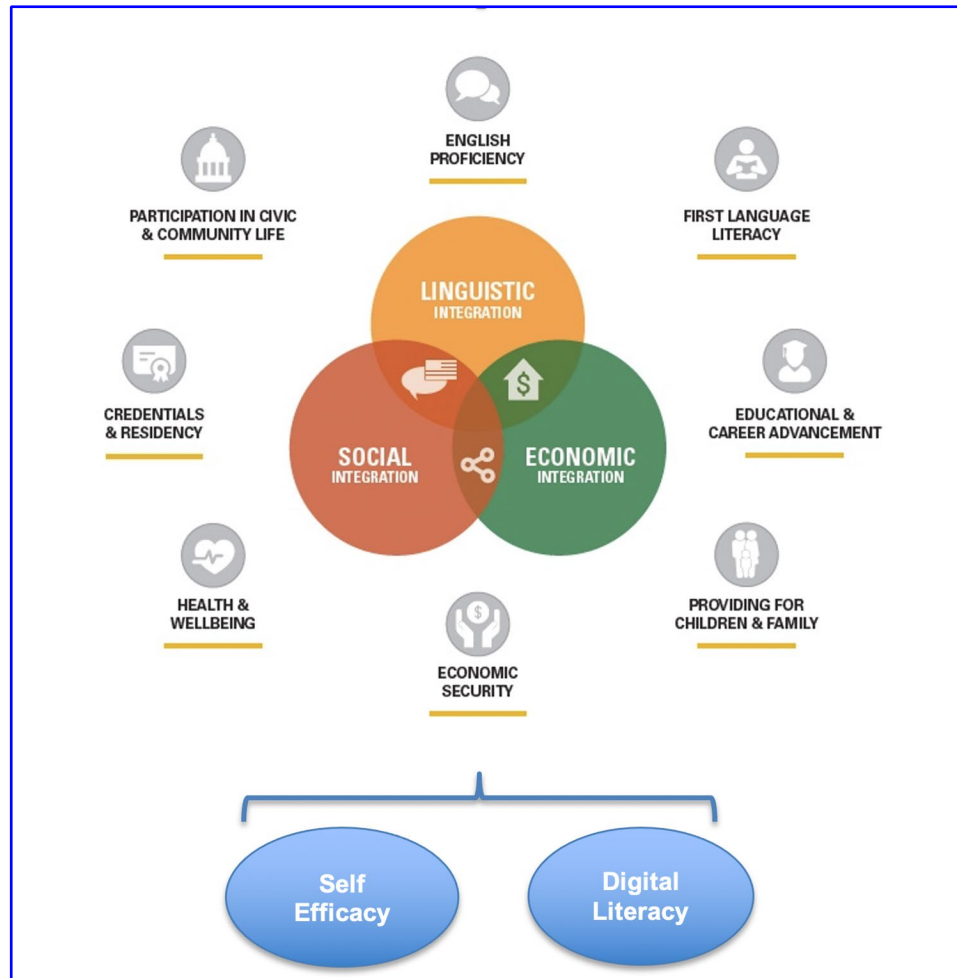 ENGLISH
PROFICIENCY
PARTICIPATION IN CIVIC
& COMMUNITY LIFE
FIRST LANGUAGE
LITERACY
LINGUISTIC
INTEGRATION
CREDENTIALS
& RESIDENCY
EDUCATIONAL &
CAREER ADVANCEMENT
SOCIAL
INTEGRATION
$
ECONOMIC
INTEGRATION
HEALTH &
WELLBEING
$
ECONOMIC
SECURITY
PROVIDING FOR
CHILDREN & FAMILY
Self
Efficacy
Digital
Literacy